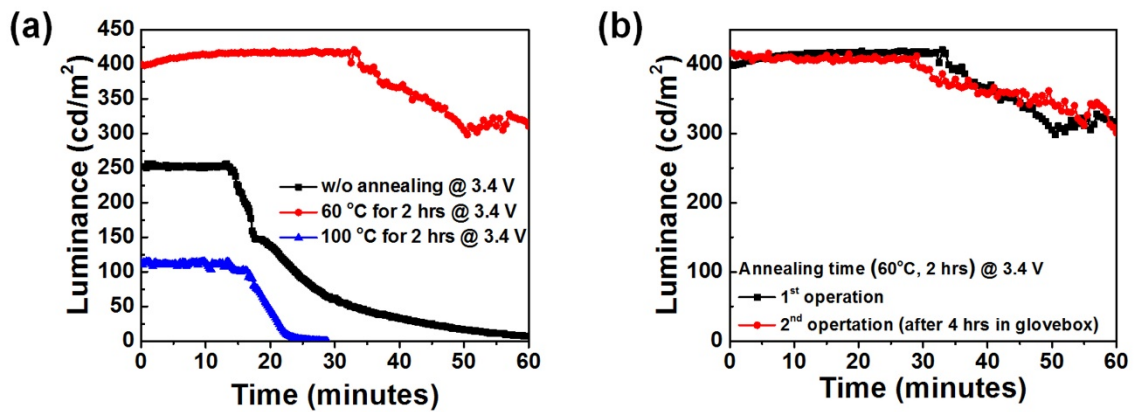 (a)
Luminance (cd/m²)
450
400
350
300
250
200
150
100
50
0
w/o annealing @ 3.4 V
60 °C for 2 hrs @ 3.4 V
100 °C for 2 hrs @ 3.4 V
0 10 20 30 40 50 60
Time (minutes)
(b)
Luminance (cd/m²)
400
300
200
100
0
Annealing time (60°C, 2 hrs) @ 3.4 V
1st operation
2nd opertation (after 4 hrs in glovebox)
0 10 20 30 40 50 60
Time (minutes)